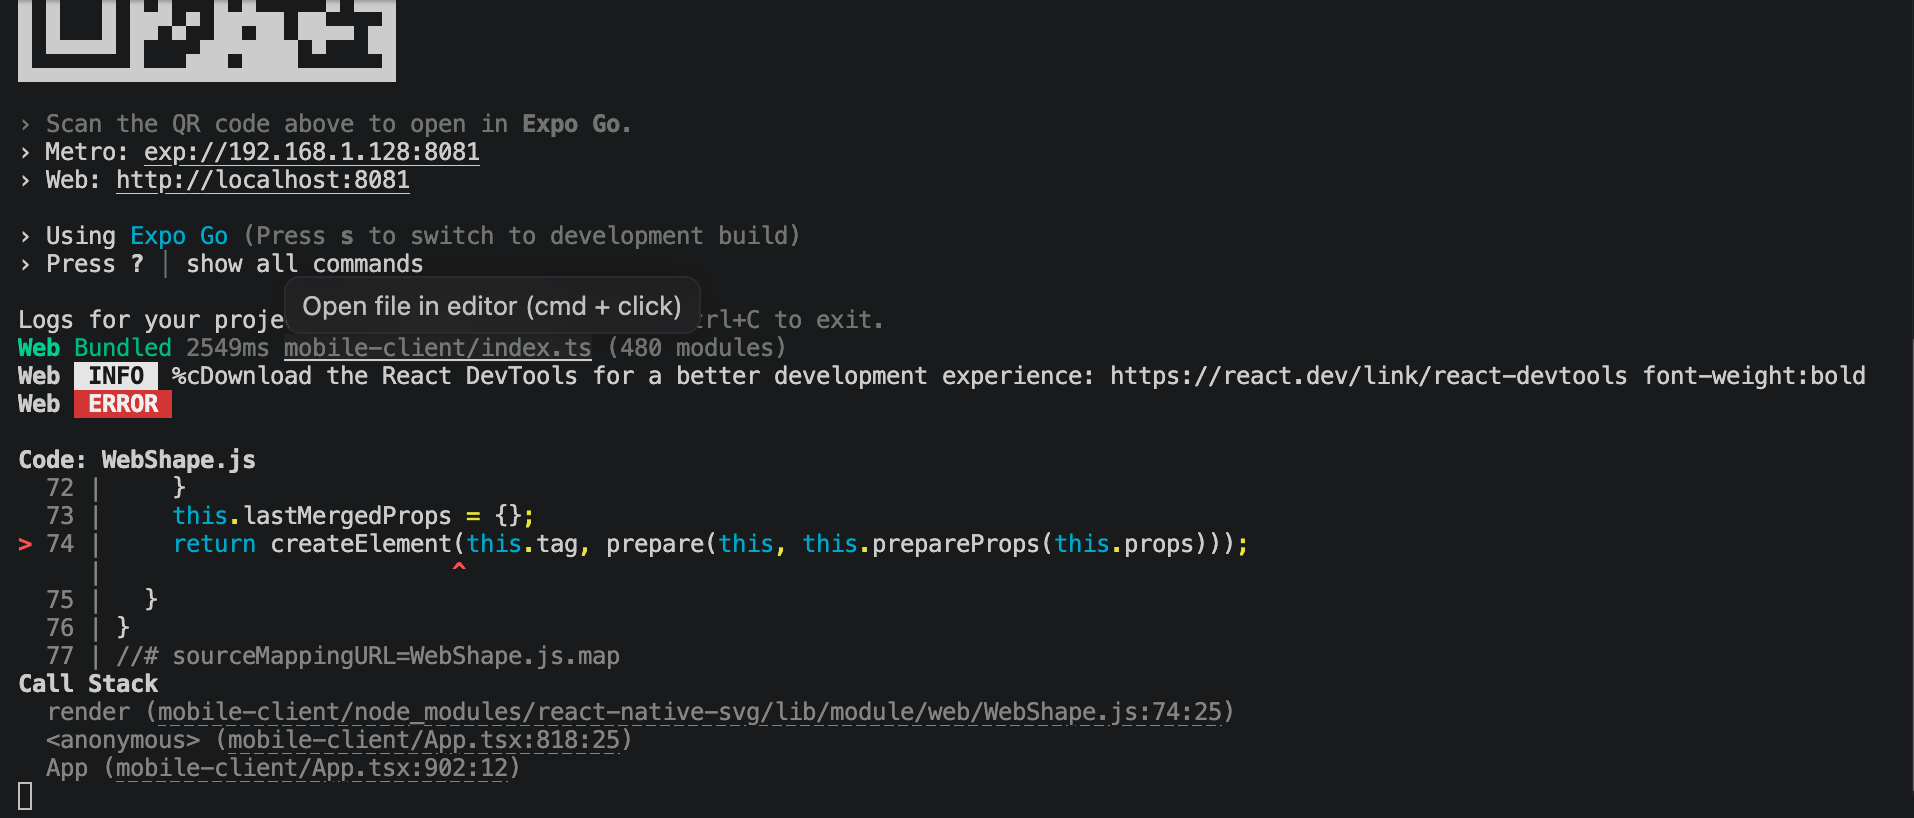 › Scan the QR code above to open in Expo Go.
› Metro: exp://192.168.1.128:8081
› Web: http://localhost:8081
› Using Expo Go (Press s to switch to development build)
› Press ? │ show all commands
Open file in editor (cmd + click)
Logs for your proje rl+C to exit.
Web Bundled 2549ms mobile-client/index.ts (480 modules)
Web INFO %cDownload the React DevTools for a better development experience: https://react.dev/link/react-devtools font-weight:bold
Web ERROR
Code: WebShape.js
72 | }
73 | this.lastMergedProps = {};
> 74 | return createElement(this.tag, prepare(this, this.prepareProps(this.props)));
| ^
75 | }
76 | }
77 | //# sourceMappingURL=WebShape.js.map
Call Stack
render (mobile-client/node_modules/react-native-svg/lib/module/web/WebShape.js:74:25)
<anonymous> (mobile-client/App.tsx:818:25)
App (mobile-client/App.tsx:902:12)